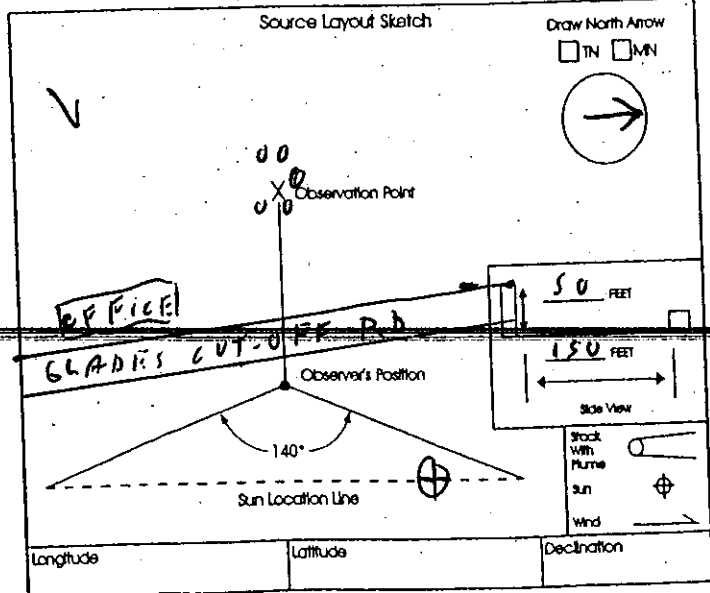 Source Layout Sketch
Draw North Arrow
TN MN
X Observation Point
OFFICE
50 FEET
GLADES CUT-OFF RD
150 FEET
Observer's Position
Side View
140°
Stack With Plume
Sun
Wind
Sun Location Line
Longitude
Latitude
Declination